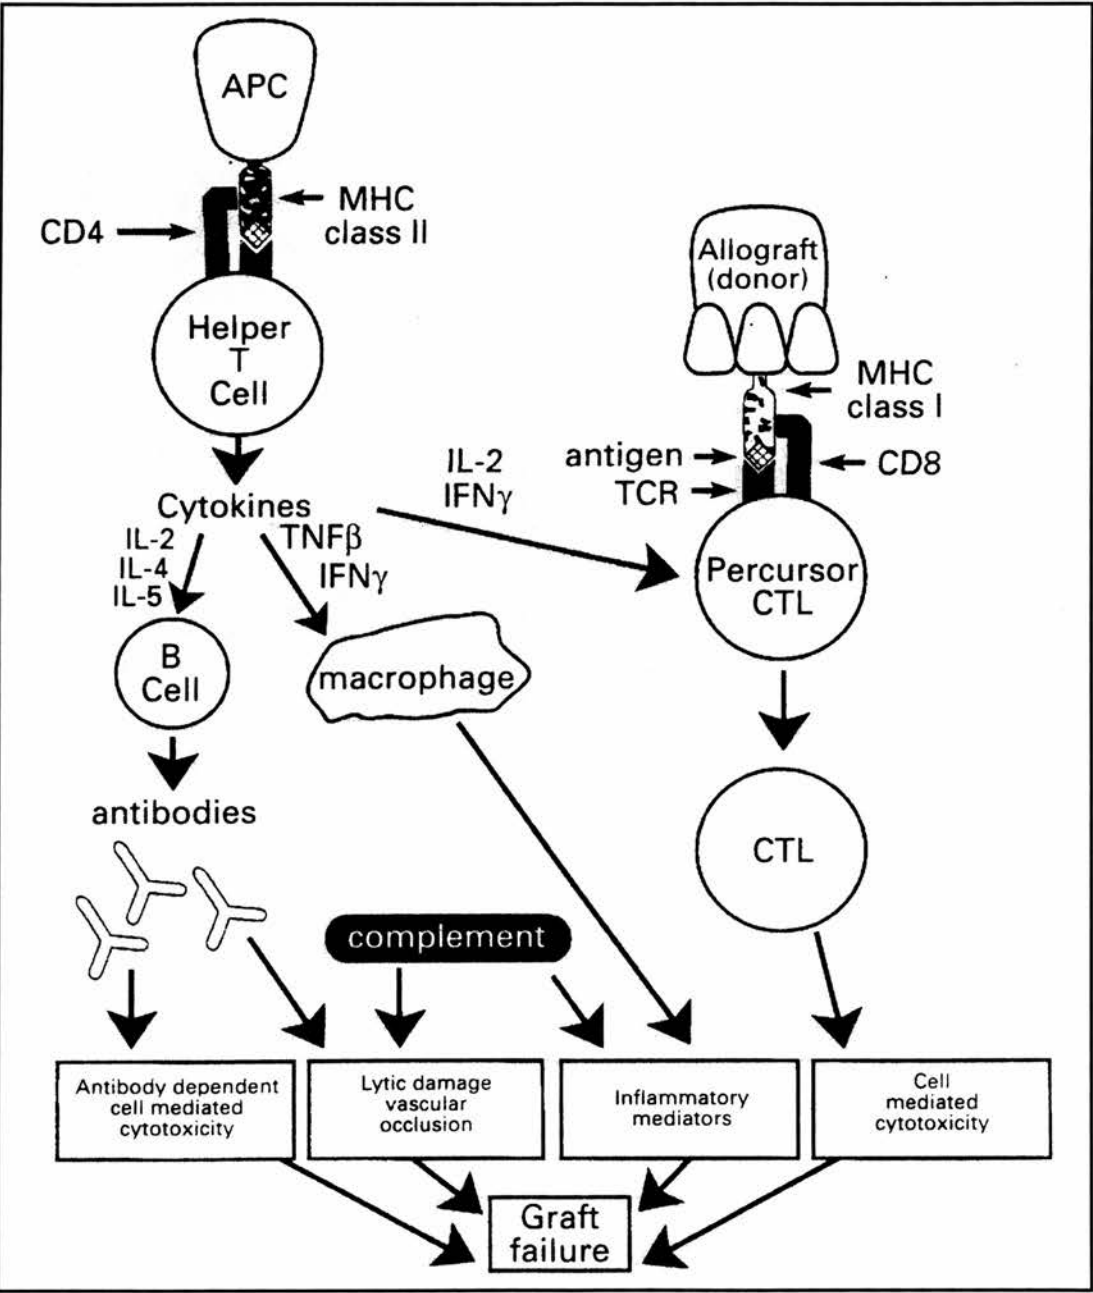 APC
MHC
class II
CD4
Helper
T
Cell
Allograft
(donor)
MHC
class I
antigen
CD8
TCR
IL-2
IFNγ
Cytokines
IL-2
IL-4
IL-5
TNFβ
IFNγ
Percursor
CTL
B
Cell
macrophage
antibodies
CTL
complement
Antibody dependent
cell mediated
cytotoxicity
Lytic damage
vascular
occlusion
Inflammatory
mediators
Cell
mediated
cytotoxicity
Graft
failure